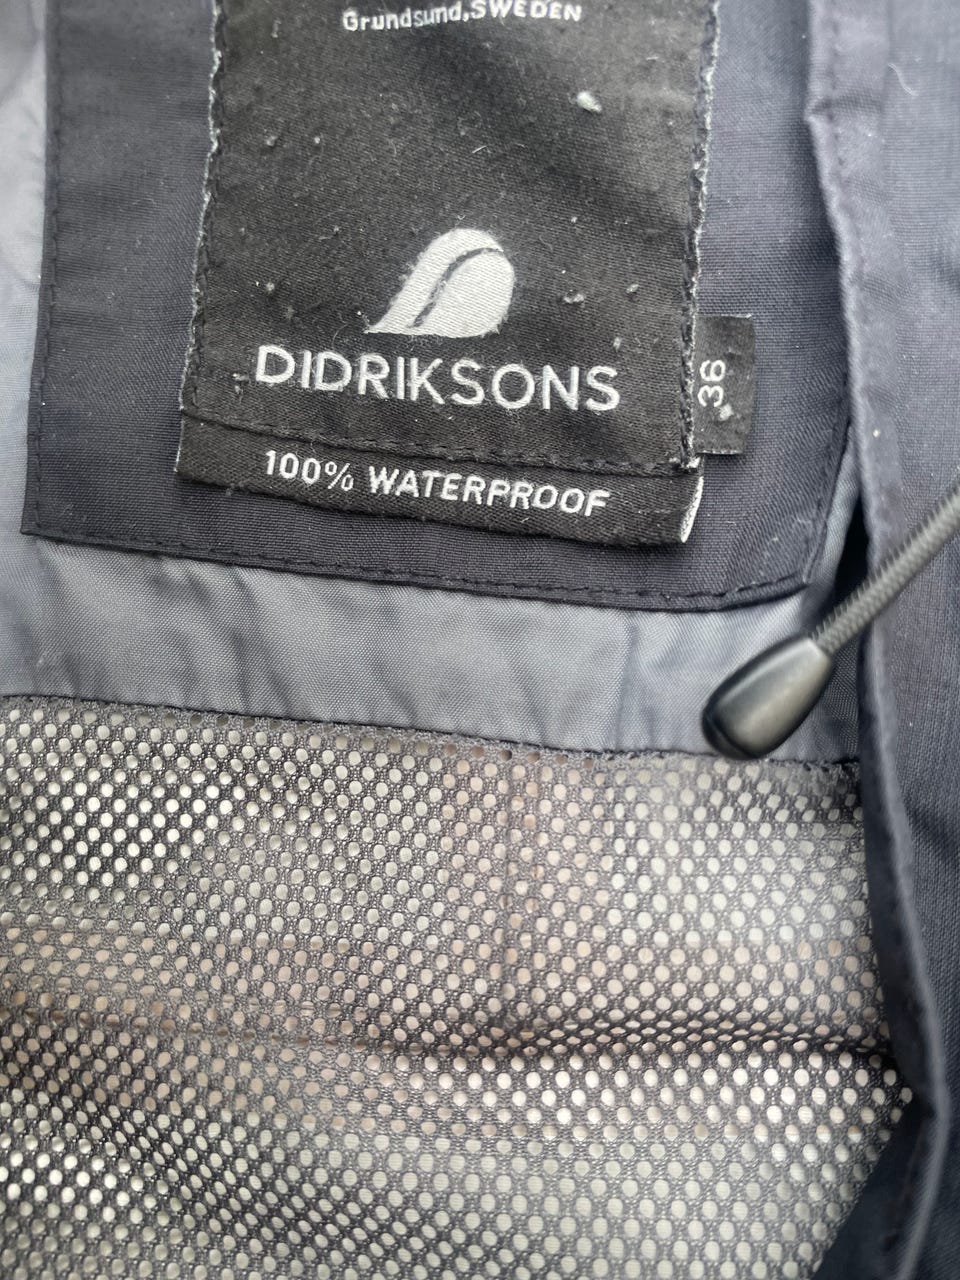 Grundsund,SWEDEN
DIDRIKSONS
36
100% WATERPROOF